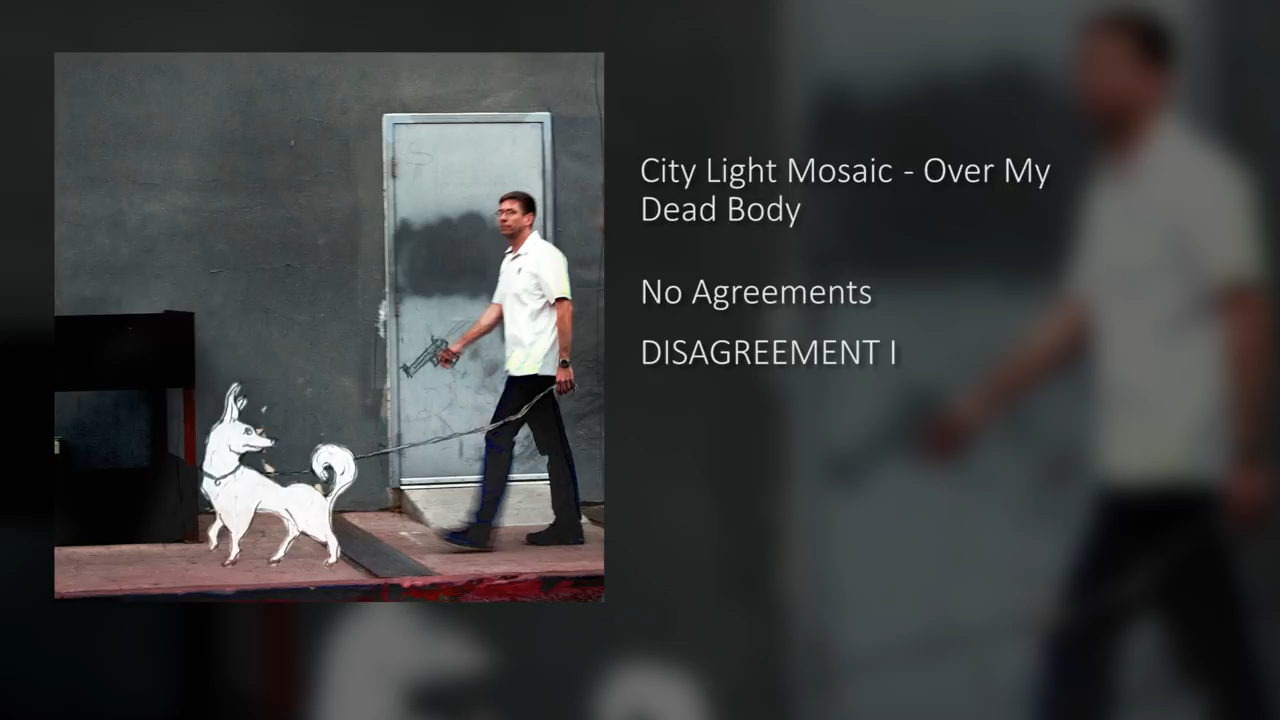 City Light Mosaic - Over My
Dead Body
No Agreements
DISAGREEMENT I